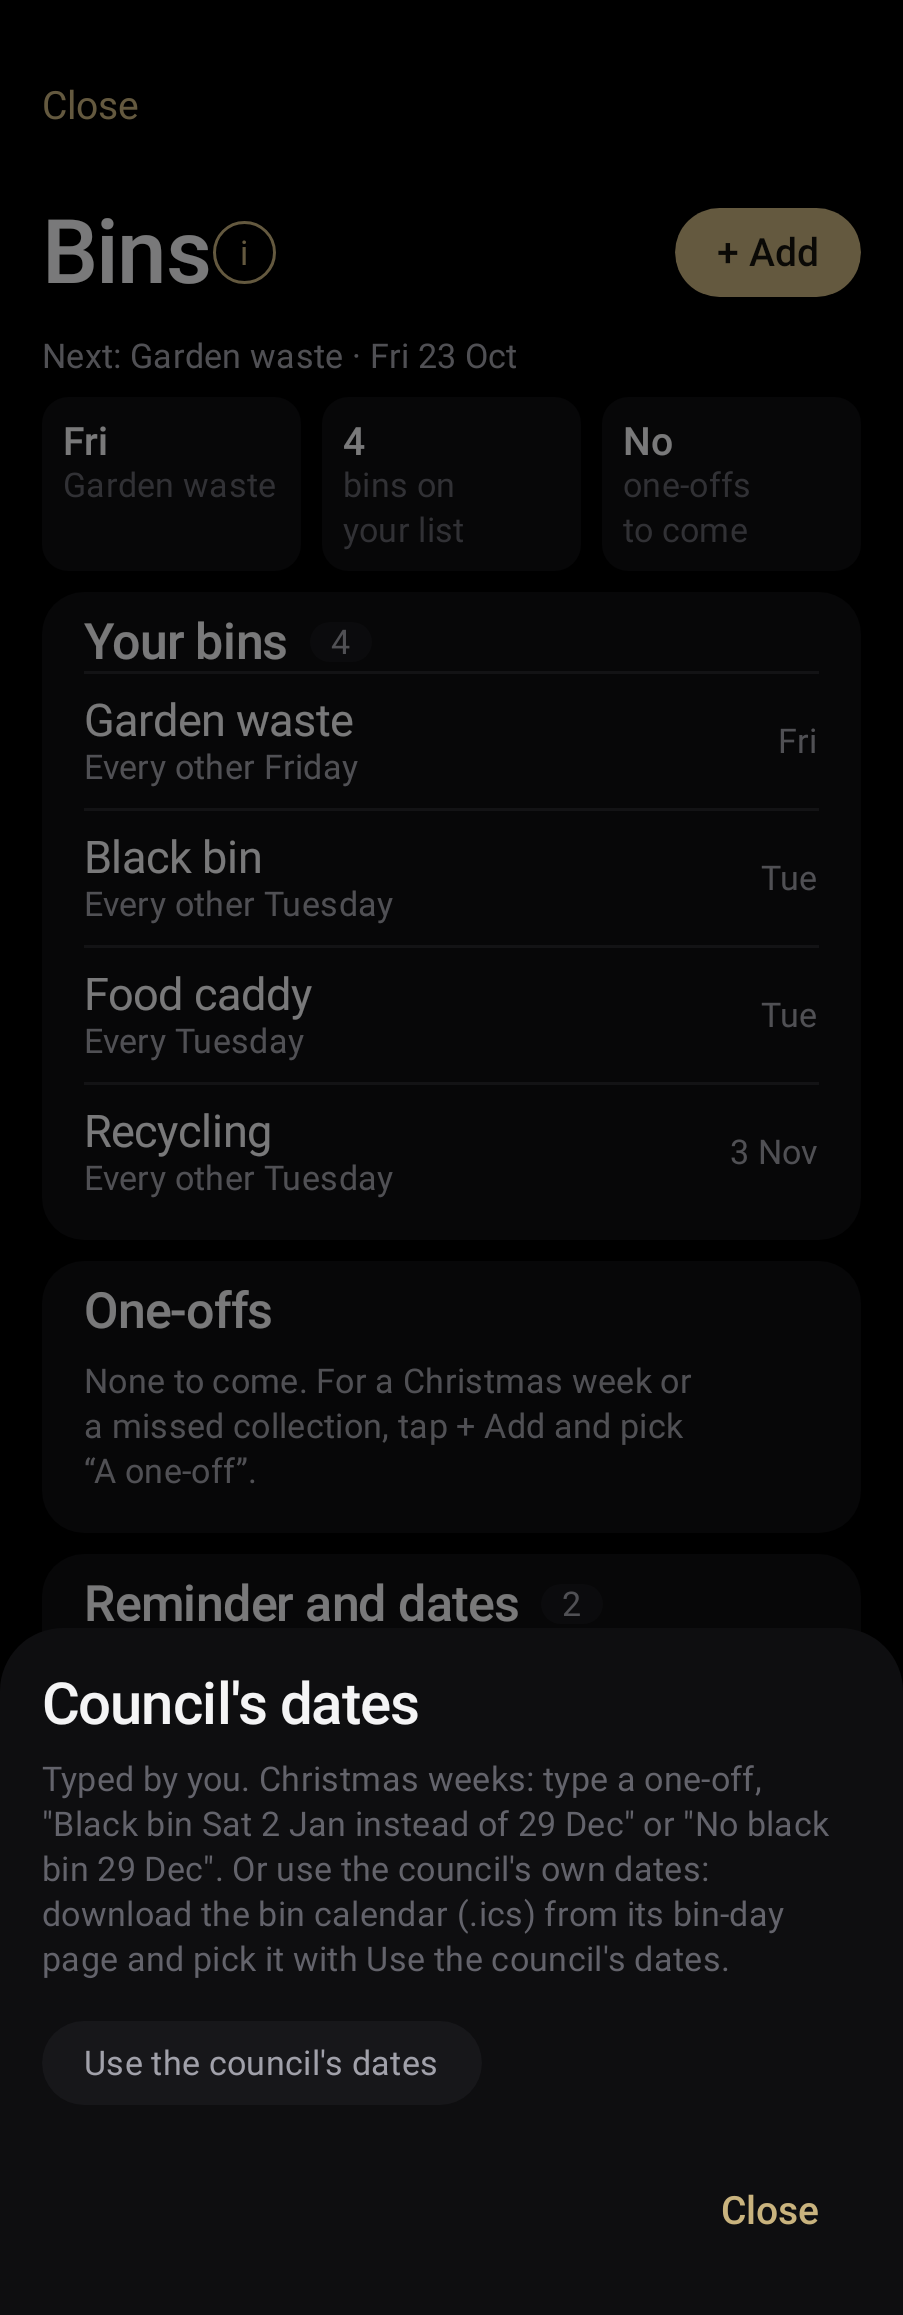 Close
Bins i
+ Add
Next: Garden waste · Fri 23 Oct
Fri
Garden waste
4
bins on
your list
No
one-offs
to come
Your bins 4
Garden waste
Every other Friday
Fri
Black bin
Every other Tuesday
Tue
Food caddy
Every Tuesday
Tue
Recycling
Every other Tuesday
3 Nov
One-offs
None to come. For a Christmas week or
a missed collection, tap + Add and pick
“A one-off”.
Reminder and dates 2
Council's dates
Typed by you. Christmas weeks: type a one-off,
"Black bin Sat 2 Jan instead of 29 Dec" or "No black
bin 29 Dec". Or use the council's own dates:
download the bin calendar (.ics) from its bin-day
page and pick it with Use the council's dates.
Use the council's dates
Close